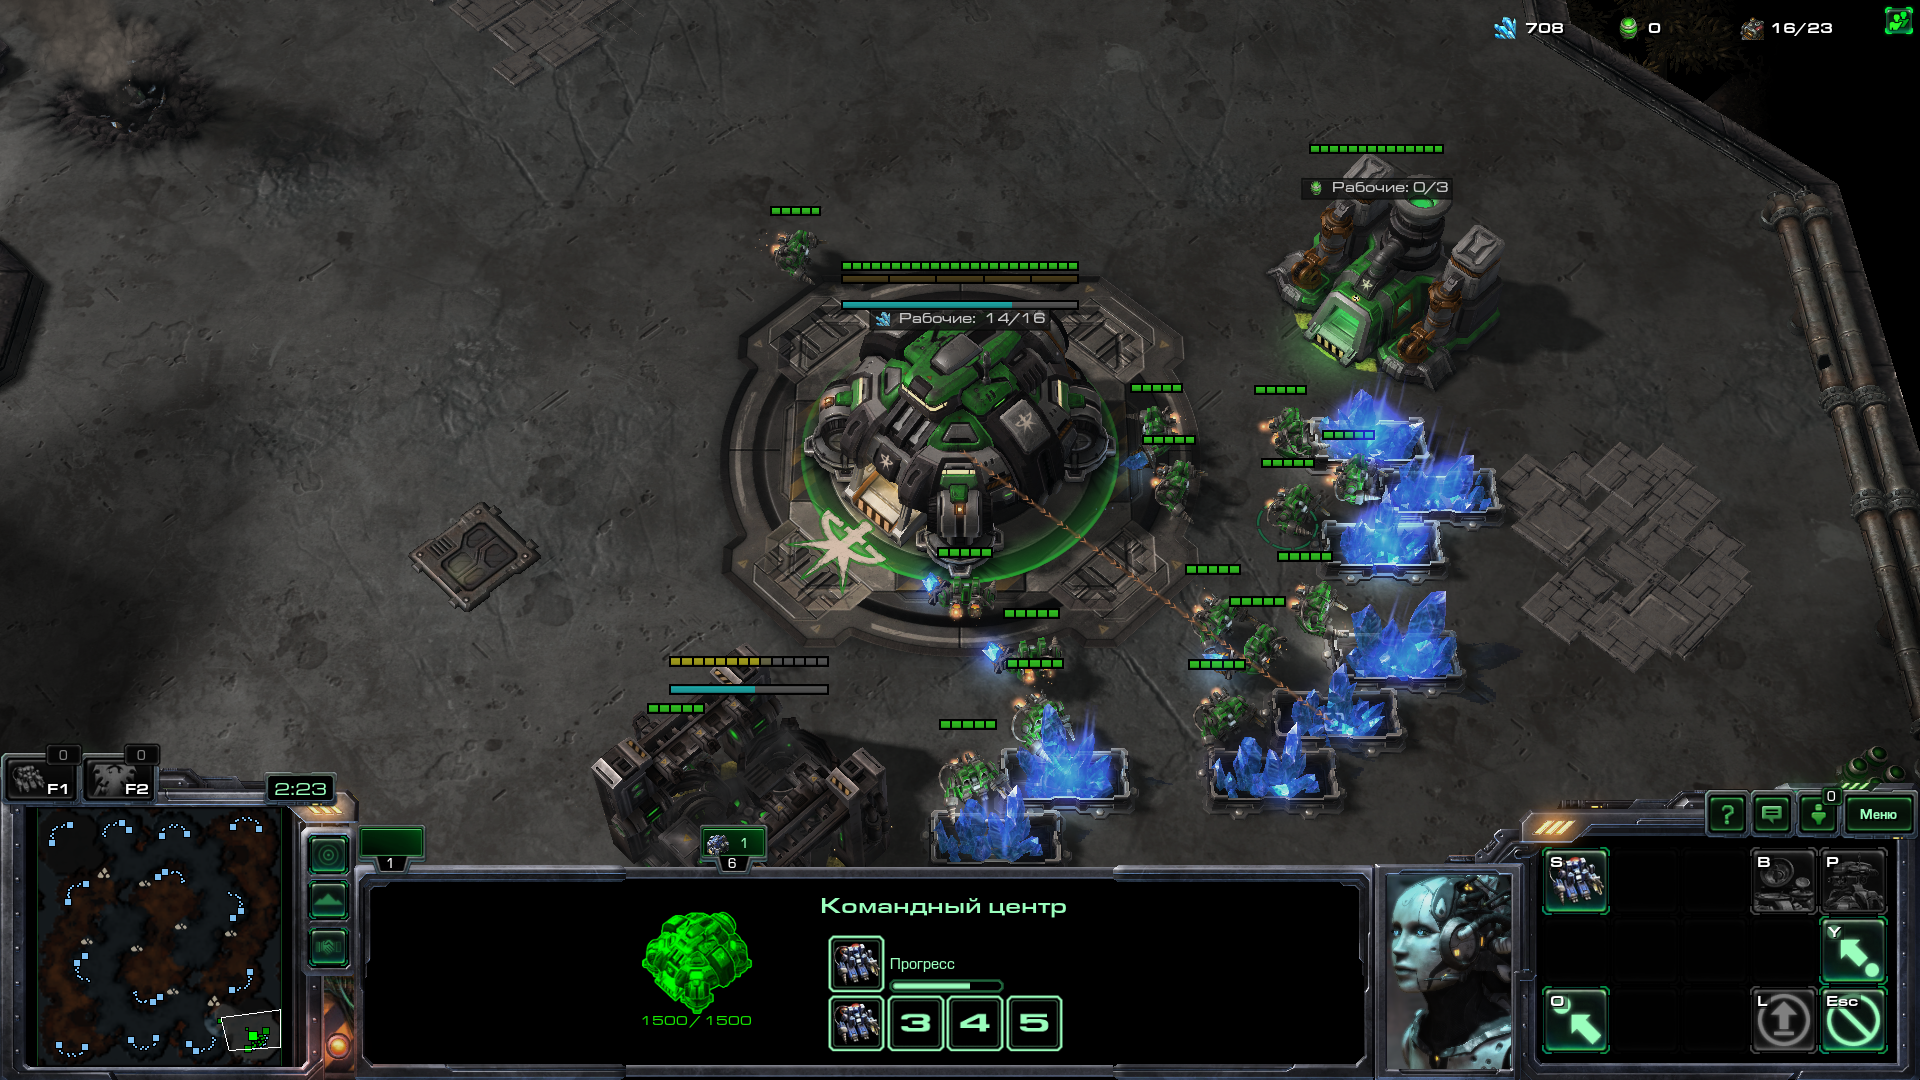 708
0
16/23
Рабочие: 0/3
Рабочие: 14/16
0
0
F1
F2
2:23
1
1
6
0
?
Меню
Командный центр
Прогресс
1500/1500
3
4
5
S
B
P
Y
O
L
Esc